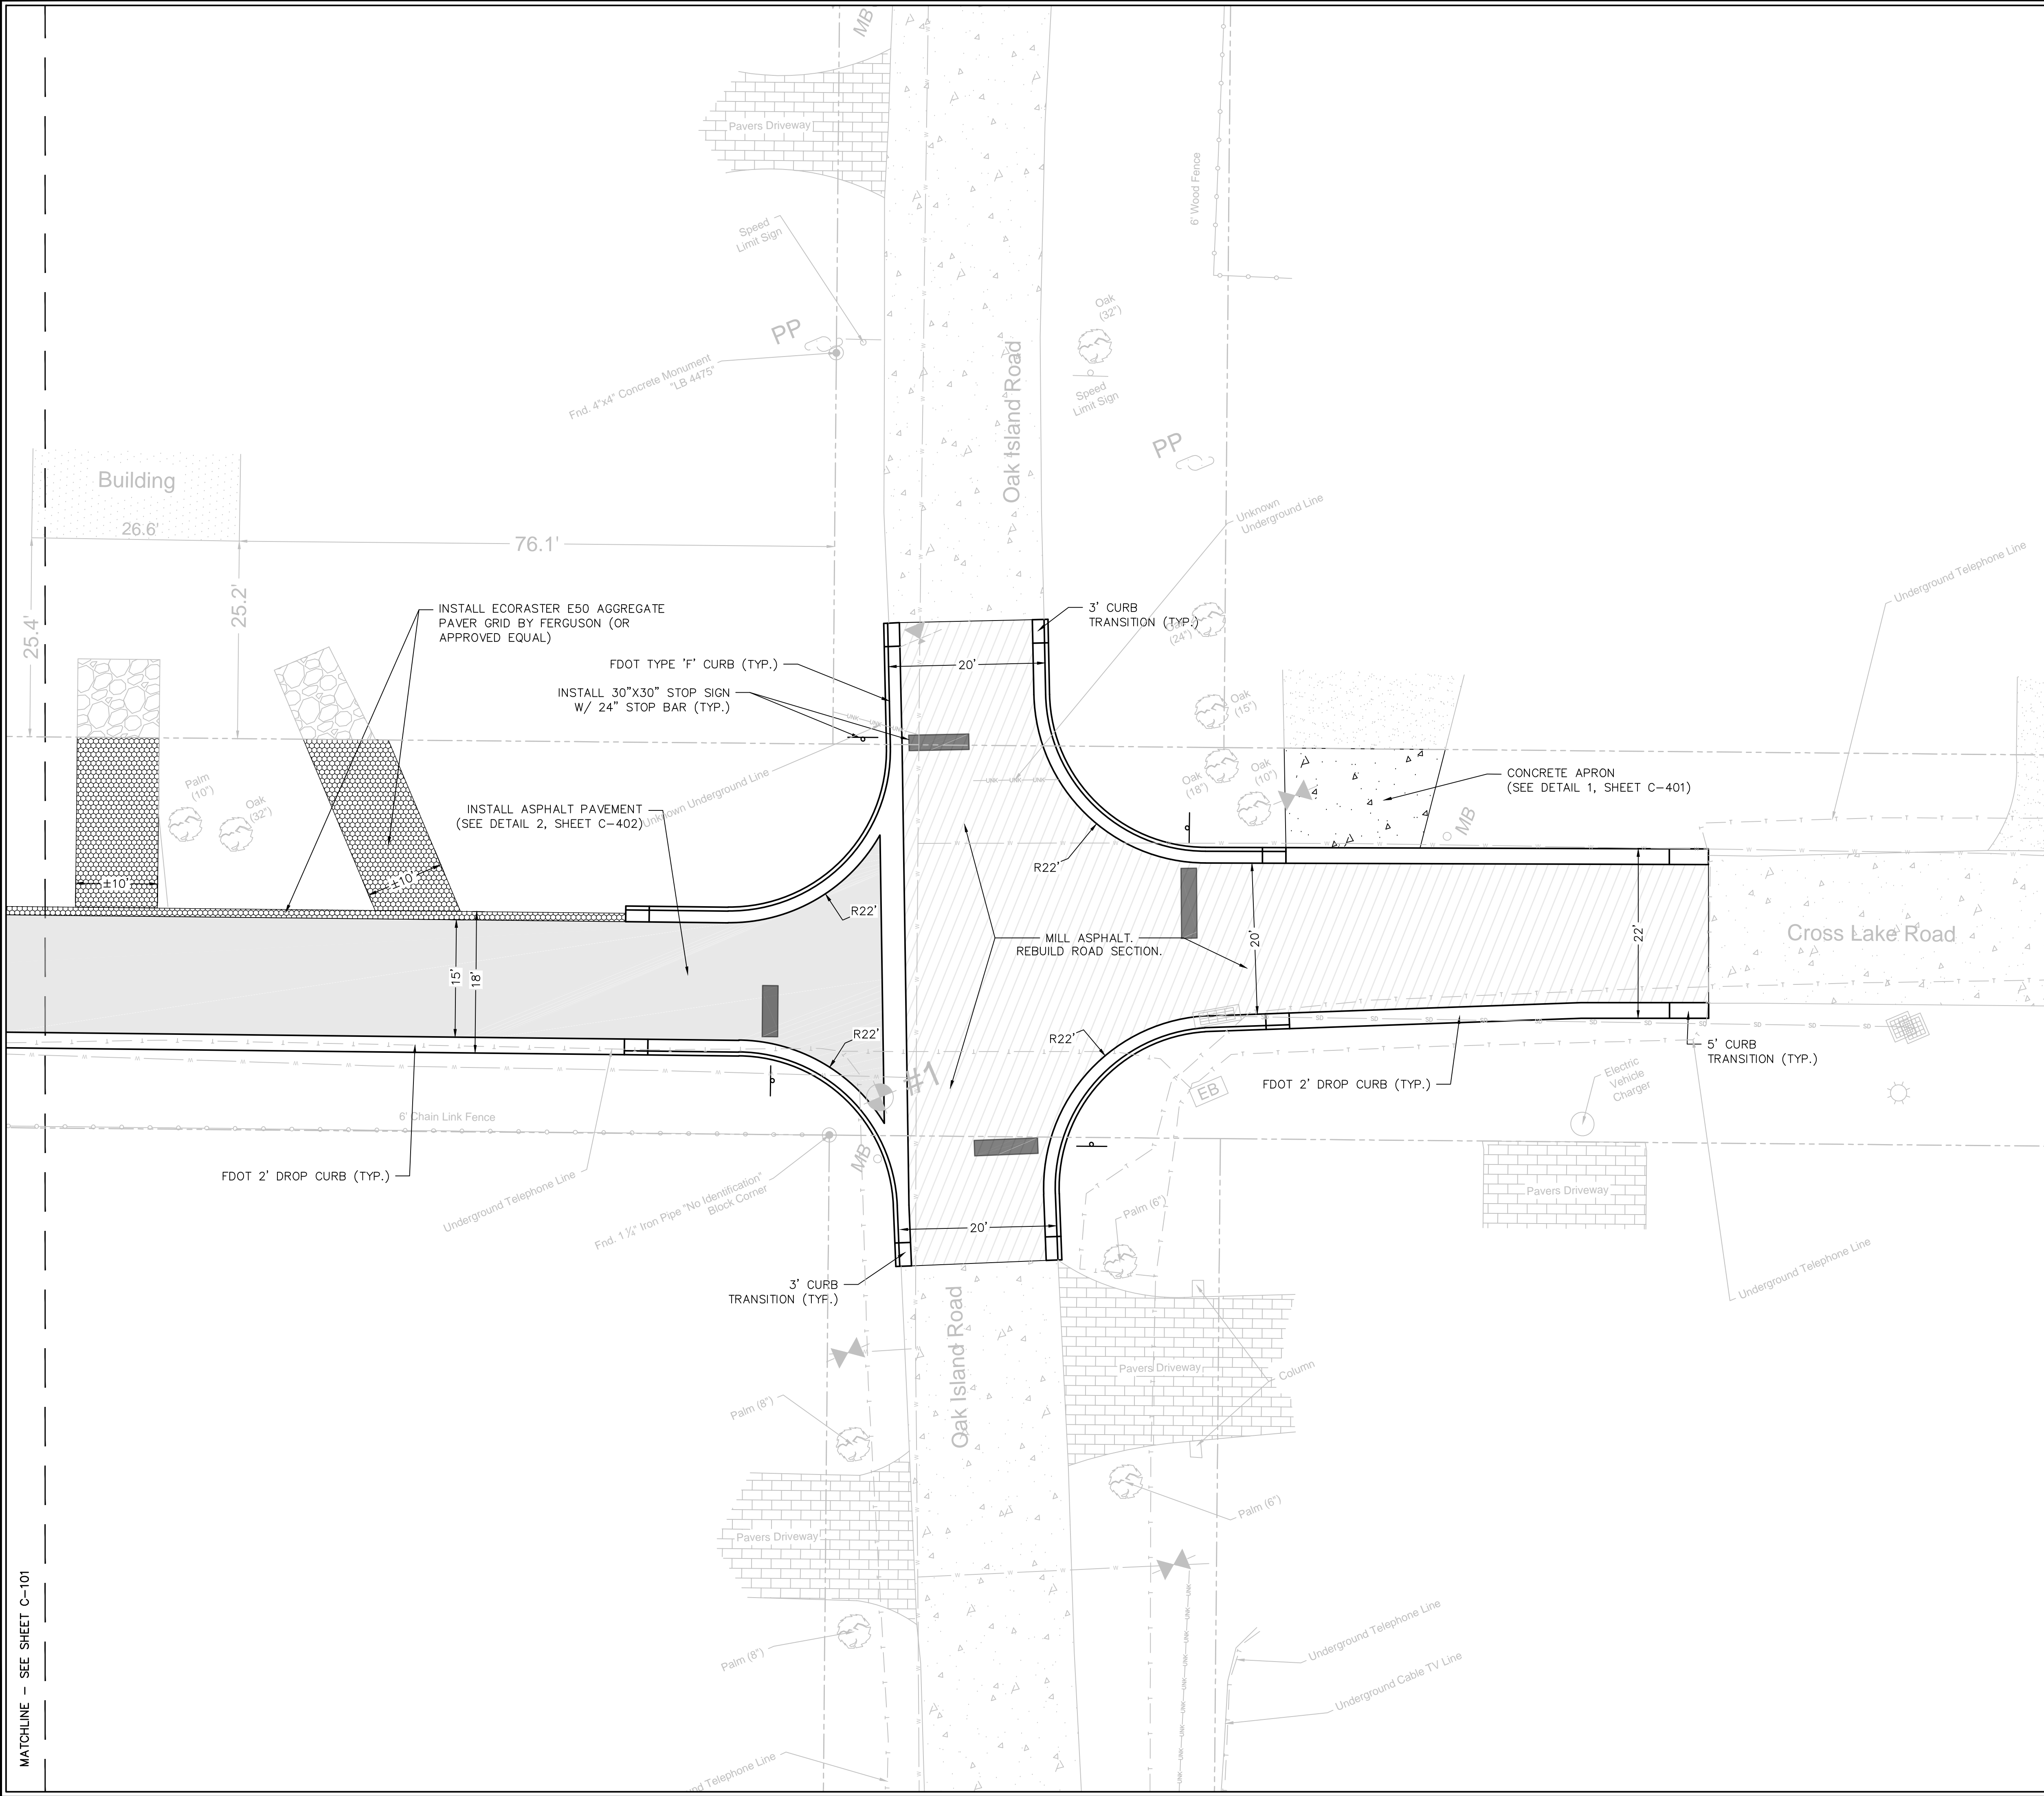 MB
Pavers Driveway
6' Wood Fence
Speed
Limit Sign
Oak
(32")
PP
Fnd. 4"x4" Concrete Monument
"LB 4475"
Oak Island Road
Speed
Limit Sign
PP
Building
26.6'
76.1'
25.4'
25.2'
Unknown
Underground Line
Underground Telephone Line
INSTALL ECORASTER E50 AGGREGATE
PAVER GRID BY FERGUSON (OR
APPROVED EQUAL)
3' CURB
TRANSITION (TYP.)
(24")
FDOT TYPE 'F' CURB (TYP.)
20'
INSTALL 30"X30" STOP SIGN
W/ 24" STOP BAR (TYP.)
Oak
(15")
UNK UNK
UNK UNK UNK
Palm
(10")
Oak
(32")
Unknown Underground Line
Oak
(18")
Oak
(10")
CONCRETE APRON
(SEE DETAIL 1, SHEET C-401)
MB
INSTALL ASPHALT PAVEMENT
(SEE DETAIL 2, SHEET C-402)
R22'
±10'
±10'
R22'
15'
18'
MILL ASPHALT.
REBUILD ROAD SECTION.
20'
22'
Cross Lake Road
R22'
R22'
5' CURB
TRANSITION (TYP.)
#1
EB
Electric
Vehicle
Charger
FDOT 2' DROP CURB (TYP.)
6' Chain Link Fence
MB
FDOT 2' DROP CURB (TYP.)
Underground Telephone Line
Fnd. 1 ¼" Iron Pipe "No Identification"
Block Corner
20'
Palm (6")
Pavers Driveway
Underground Telephone Line
3' CURB
TRANSITION (TYP.)
Oak Island Road
Pavers Driveway
Column
Palm (8")
Palm (6")
Pavers Driveway
Palm (8")
Underground Telephone Line
Underground Cable TV Line
MATCHLINE - SEE SHEET C-101
nd Telephone Line